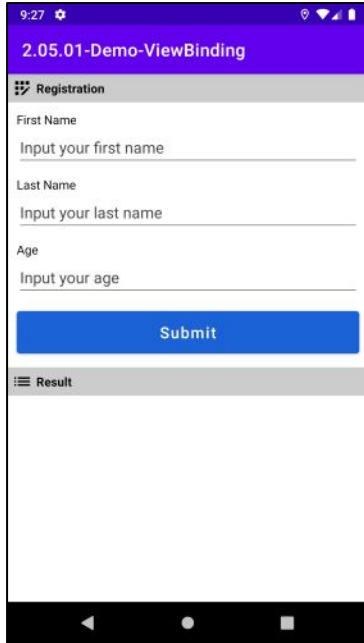 9:27
2.05.01-Demo-ViewBinding
Registration
First Name
Input your first name
Last Name
Input your last name
Age
Input your age
Submit
Result